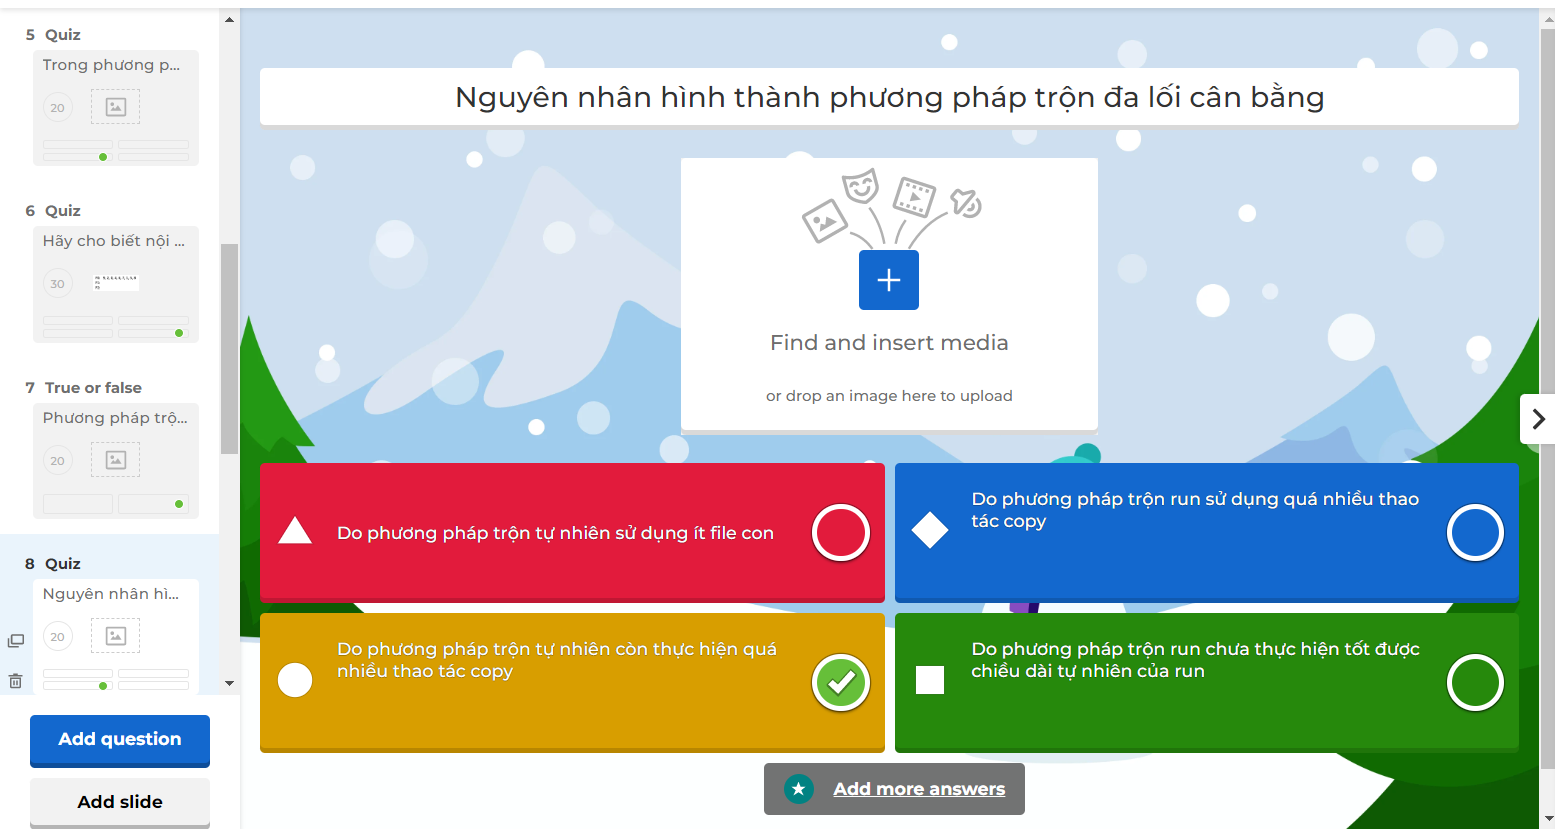 5 Quiz
Trong phương p...
20
6 Quiz
Hãy cho biết nội ...
30
7 True or false
Phương pháp trộ...
20
8 Quiz
Nguyên nhân hì...
20
Add question
Add slide
Nguyên nhân hình thành phương pháp trộn đa lối cân bằng
Find and insert media
or drop an image here to upload
Do phương pháp trộn tự nhiên sử dụng ít file con
Do phương pháp trộn run sử dụng quá nhiều thao
tác copy
Do phương pháp trộn tự nhiên còn thực hiện quá
nhiều thao tác copy
Do phương pháp trộn run chưa thực hiện tốt được
chiều dài tự nhiên của run
Add more answers